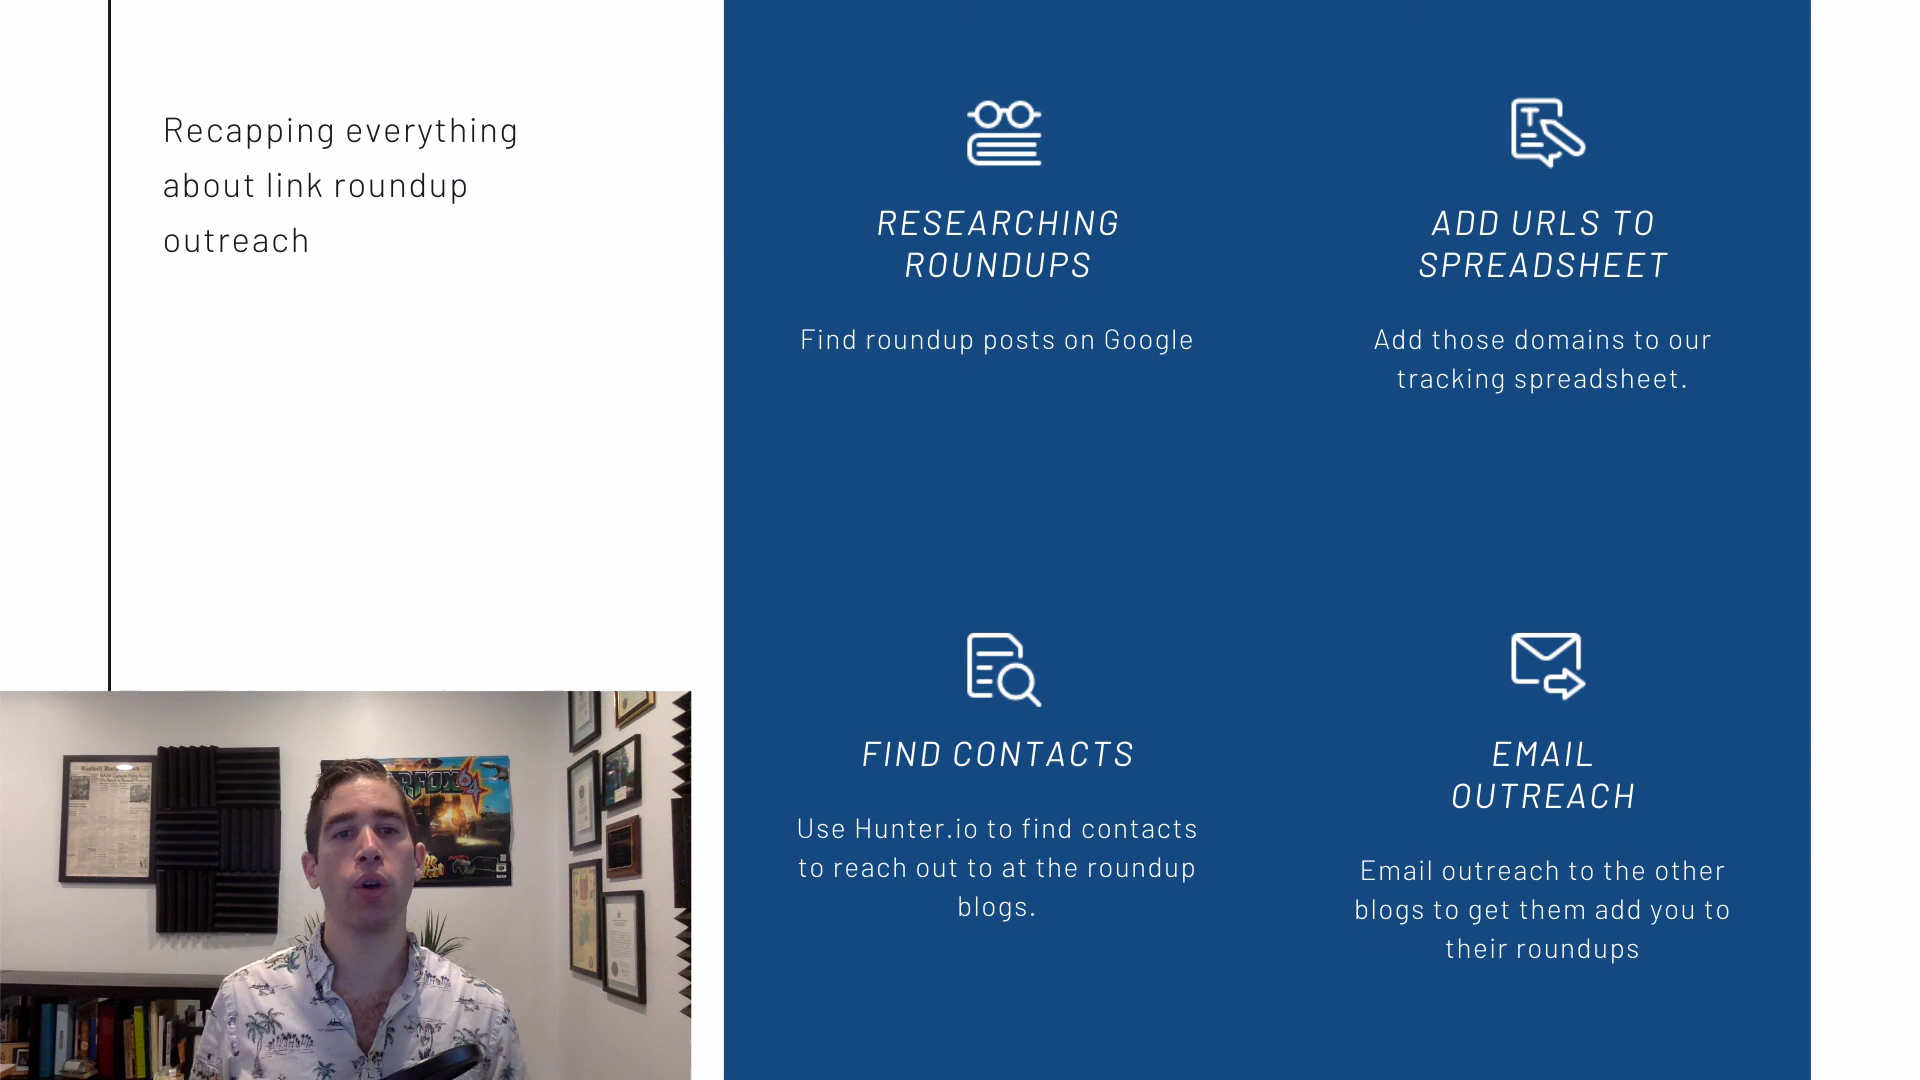 Recapping everything
about link roundup
outreach
RESEARCHING
ROUNDUPS
Find roundup posts on Google
ADD URLS TO
SPREADSHEET
Add those domains to our
tracking spreadsheet.
FIND CONTACTS
Use Hunter.io to find contacts
to reach out to at the roundup
blogs.
EMAIL
OUTREACH
Email outreach to the other
blogs to get them add you to
their roundups